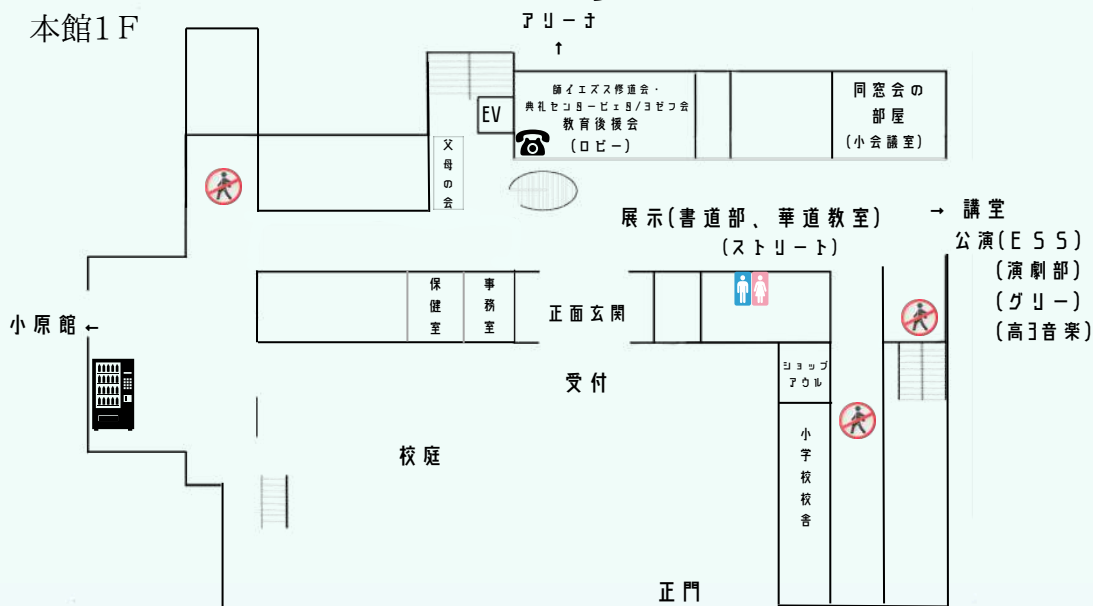 本館1F
アリーナ
↑
師イエズス修道会・
典礼センターピエタ/ヨゼフ会
教育後援会
(ロビー)
同窓会の
部屋
(小会議室)
EV
父母の会
展示(書道部、華道教室)
(ストリート)
→ 講堂
公演(ESS)
(演劇部)
(グリー)
(高3音楽)
保健室
事務室
正面玄関
小原館←
受付
ショップ
アウル
校庭
小学校校舎
正門